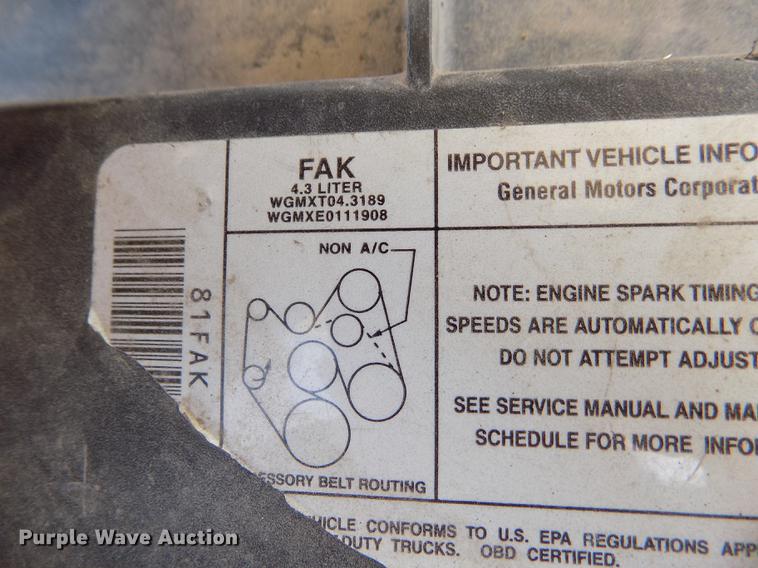 FAK
4.3 LITER
WGMXT04.3189
WGMXE0111908
IMPORTANT VEHICLE INFO
General Motors Corporat
81FAK
NON A/C
NOTE: ENGINE SPARK TIMING
SPEEDS ARE AUTOMATICALLY
DO NOT ATTEMPT ADJUST
SEE SERVICE MANUAL AND MA
SCHEDULE FOR MORE INFO
ESSORY BELT ROUTING
HICLE CONFORMS TO U.S. EPA REGULATIONS APP
DUTY TRUCKS. OBD CERTIFIED.
Purple Wave Auction